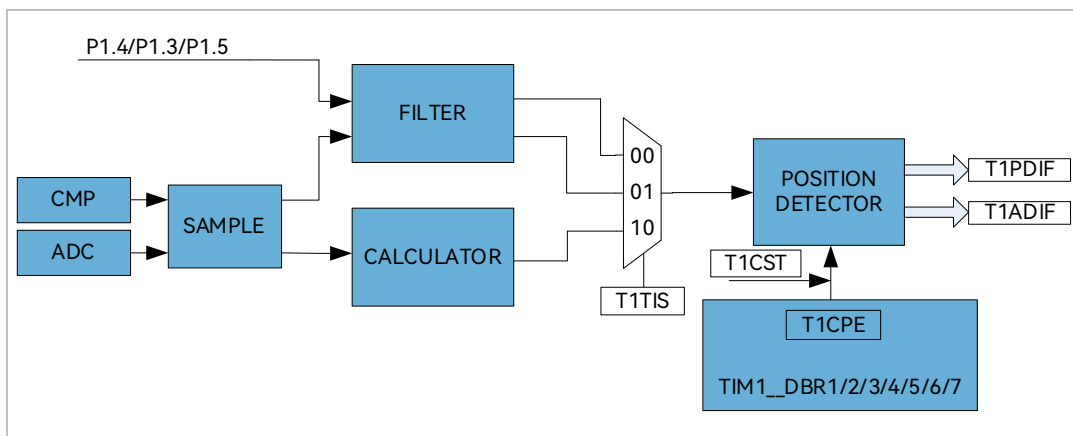 P1.4/P1.3/P1.5
FILTER
CMP
ADC
SAMPLE
CALCULATOR
00
01
10
T1TIS
POSITION
DETECTOR
T1PDIF
T1ADIF
T1CST
T1CPE
TIM1__DBR1/2/3/4/5/6/7